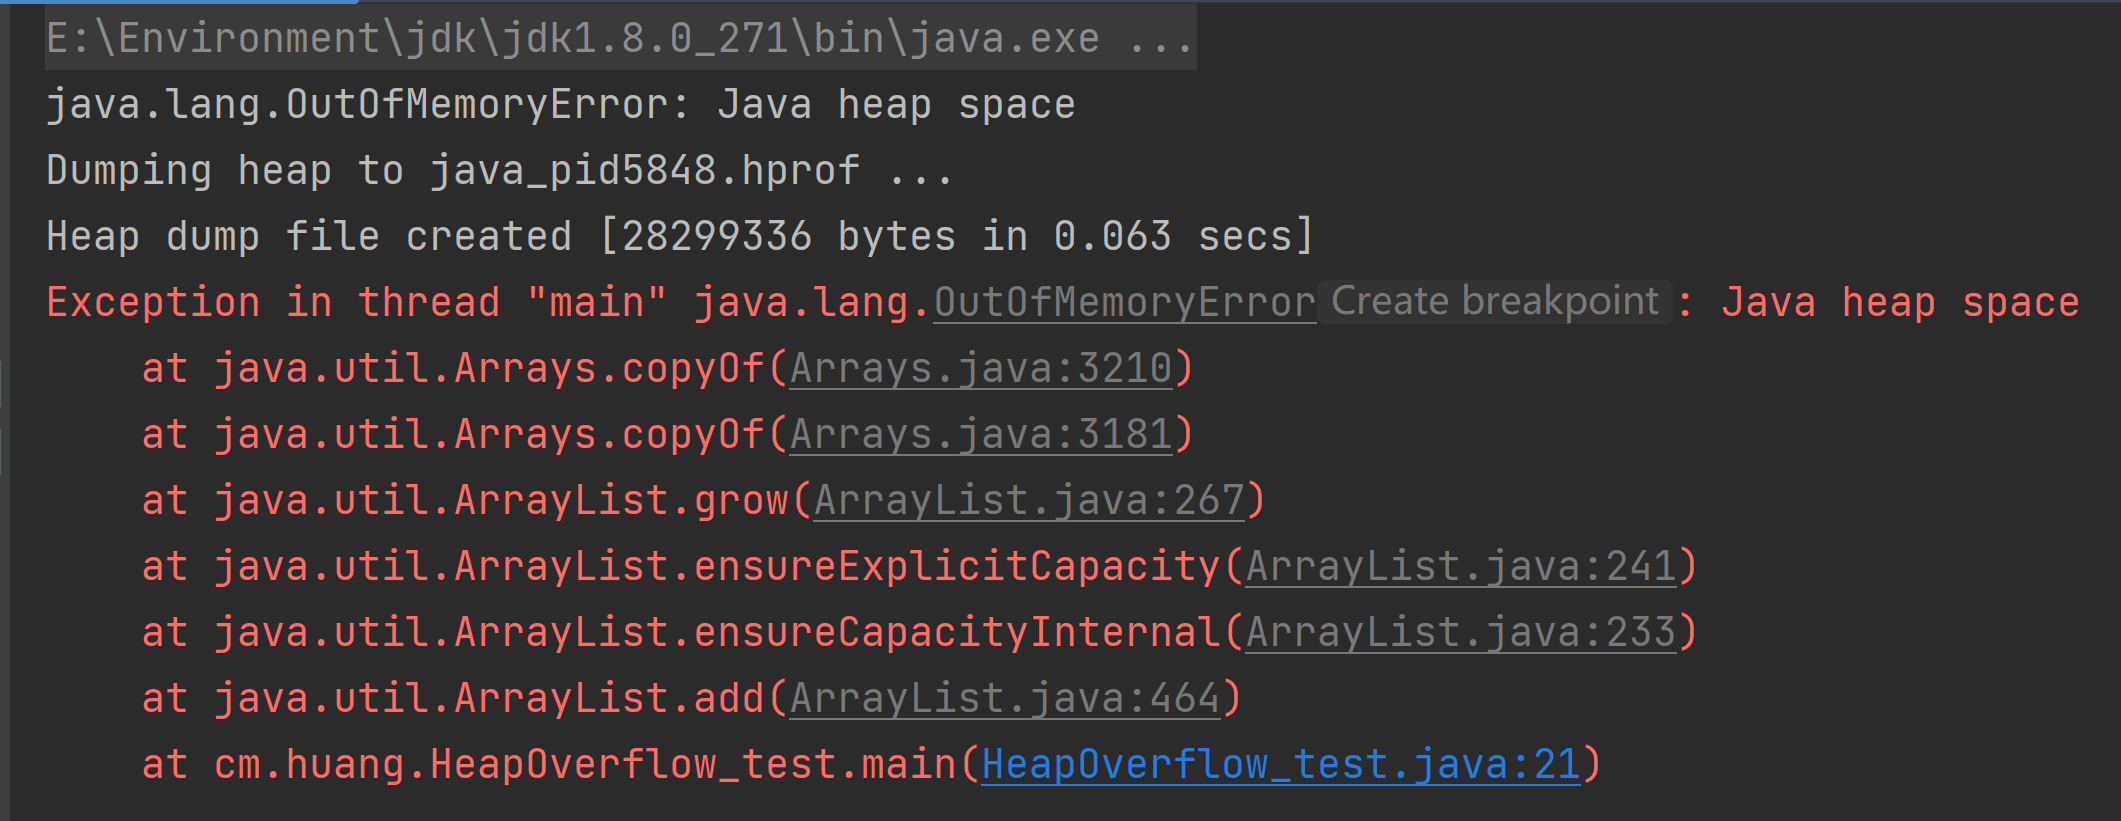 E:\Environment\jdk\jdk1.8.0_271\bin\java.exe ...
java.lang.OutOfMemoryError: Java heap space
Dumping heap to java_pid5848.hprof ...
Heap dump file created [28299336 bytes in 0.063 secs]
Exception in thread "main" java.lang.OutOfMemoryError Create breakpoint : Java heap space
    at java.util.Arrays.copyOf(Arrays.java:3210)
    at java.util.Arrays.copyOf(Arrays.java:3181)
    at java.util.ArrayList.grow(ArrayList.java:267)
    at java.util.ArrayList.ensureExplicitCapacity(ArrayList.java:241)
    at java.util.ArrayList.ensureCapacityInternal(ArrayList.java:233)
    at java.util.ArrayList.add(ArrayList.java:464)
    at cm.huang.HeapOverflow_test.main(HeapOverflow_test.java:21)